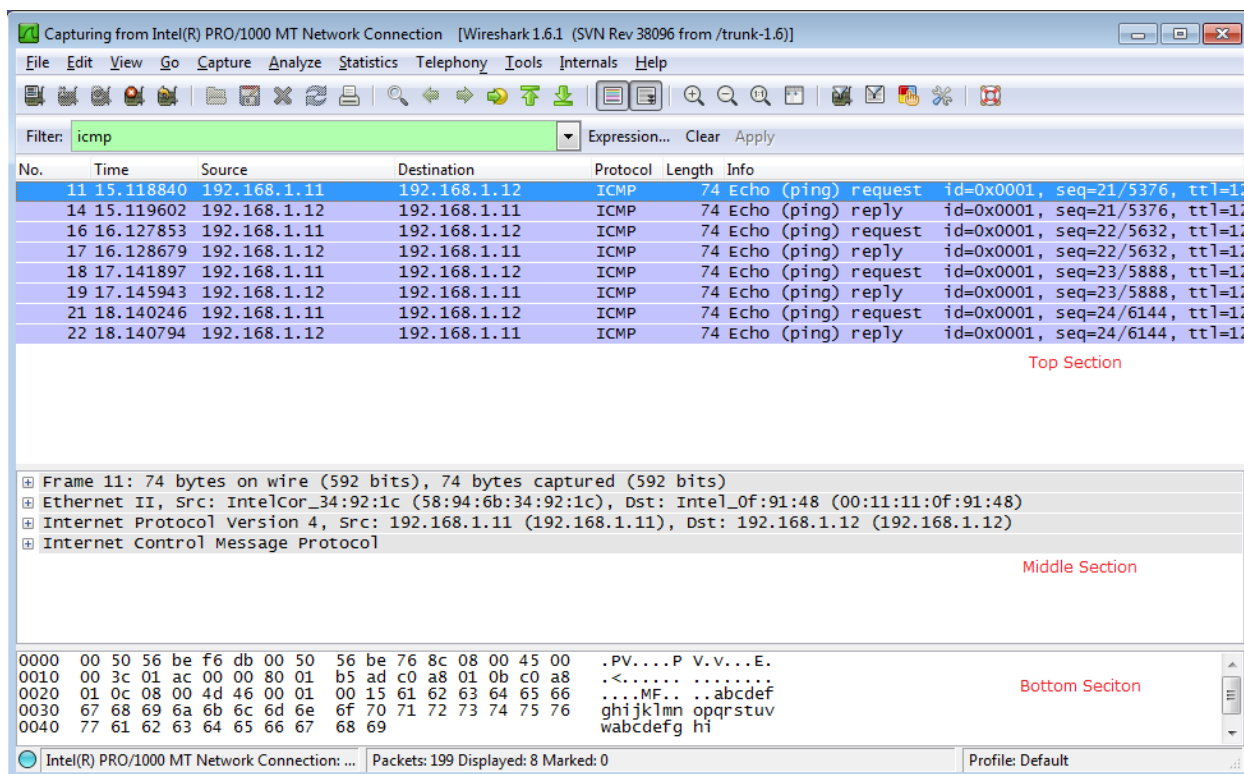 Capturing from Intel(R) PRO/1000 MT Network Connection [Wireshark 1.6.1 (SVN Rev 38096 from /trunk-1.6)]
File Edit View Go Capture Analyze Statistics Telephony Tools Internals Help
Filter: icmp Expression... Clear Apply
No. Time Source Destination Protocol Length Info
11 15.118840 192.168.1.11 192.168.1.12 ICMP 74 Echo (ping) request id=0x0001, seq=21/5376, ttl=12
14 15.119602 192.168.1.12 192.168.1.11 ICMP 74 Echo (ping) reply id=0x0001, seq=21/5376, ttl=12
16 16.127853 192.168.1.11 192.168.1.12 ICMP 74 Echo (ping) request id=0x0001, seq=22/5632, ttl=12
17 16.128679 192.168.1.12 192.168.1.11 ICMP 74 Echo (ping) reply id=0x0001, seq=22/5632, ttl=12
18 17.141897 192.168.1.11 192.168.1.12 ICMP 74 Echo (ping) request id=0x0001, seq=23/5888, ttl=12
19 17.145943 192.168.1.12 192.168.1.11 ICMP 74 Echo (ping) reply id=0x0001, seq=23/5888, ttl=12
21 18.140246 192.168.1.11 192.168.1.12 ICMP 74 Echo (ping) request id=0x0001, seq=24/6144, ttl=12
22 18.140794 192.168.1.12 192.168.1.11 ICMP 74 Echo (ping) reply id=0x0001, seq=24/6144, ttl=12
Top Section
Frame 11: 74 bytes on wire (592 bits), 74 bytes captured (592 bits)
Ethernet II, Src: IntelCor_34:92:1c (58:94:6b:34:92:1c), Dst: Intel_0f:91:48 (00:11:11:0f:91:48)
Internet Protocol Version 4, Src: 192.168.1.11 (192.168.1.11), Dst: 192.168.1.12 (192.168.1.12)
Internet Control Message Protocol
Middle Section
0000 00 50 56 be f6 db 00 50 56 be 76 8c 08 00 45 00 .PV....P V.v...E.
0010 00 3c 01 ac 00 00 80 01 b5 ad c0 a8 01 0b c0 a8 .<...... ........
0020 01 0c 08 00 4d 46 00 01 00 15 61 62 63 64 65 66 ....MF.. ..abcdef
0030 67 68 69 6a 6b 6c 6d 6e 6f 70 71 72 73 74 75 76 ghijklmn opqrstuv
0040 77 61 62 63 64 65 66 67 68 69 wabcdefg hi
Bottom Seciton
Intel(R) PRO/1000 MT Network Connection: ... Packets: 199 Displayed: 8 Marked: 0 Profile: Default